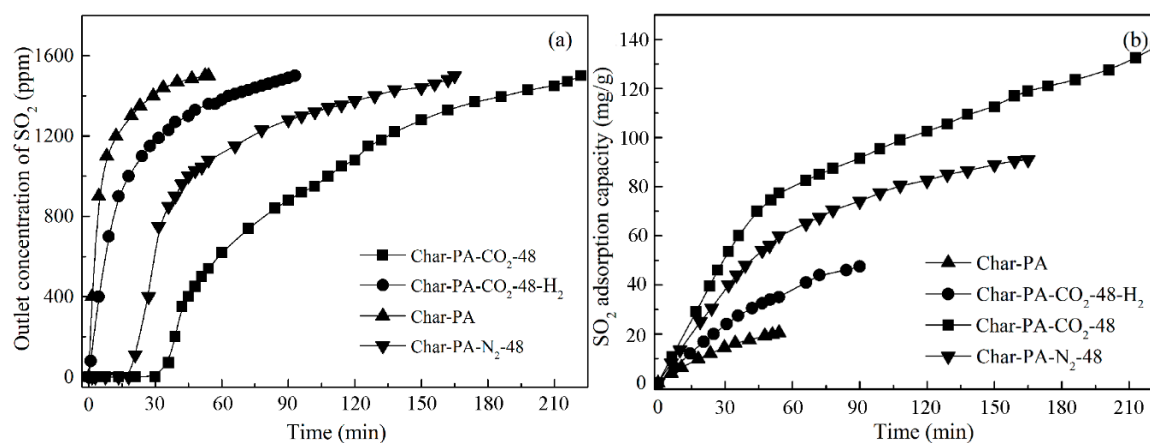 (a)
Outlet concentration of SO₂ (ppm)
1600
1200
800
400
0
Char-PA-CO₂-48
Char-PA-CO₂-48-H₂
Char-PA
Char-PA-N₂-48
0 30 60 90 120 150 180 210
Time (min)
(b)
SO₂ adsorption capacity (mg/g)
140
120
100
80
60
40
20
0
Char-PA
Char-PA-CO₂-48-H₂
Char-PA-CO₂-48
Char-PA-N₂-48
0 30 60 90 120 150 180 210
Time (min)